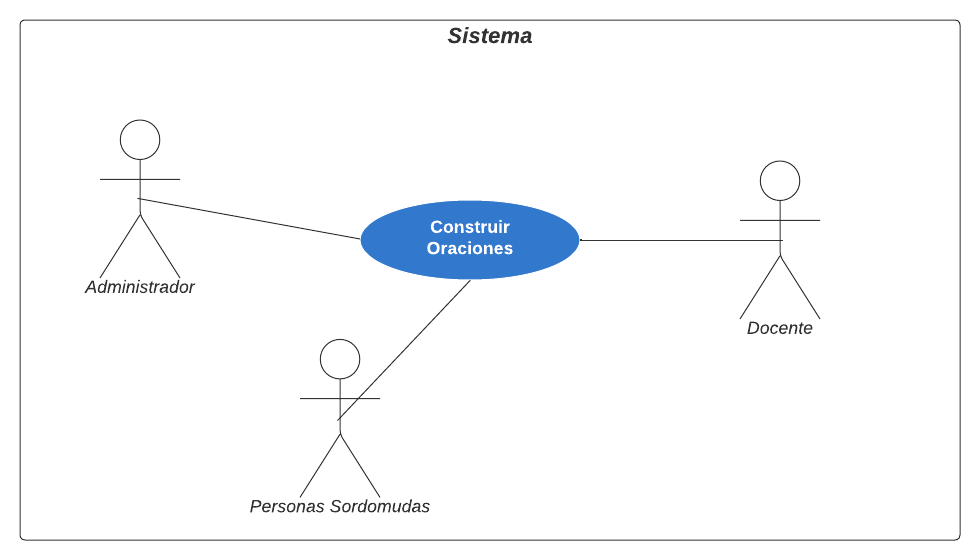 Sistema
Construir
Oraciones
Administrador
Docente
Personas Sordomudas